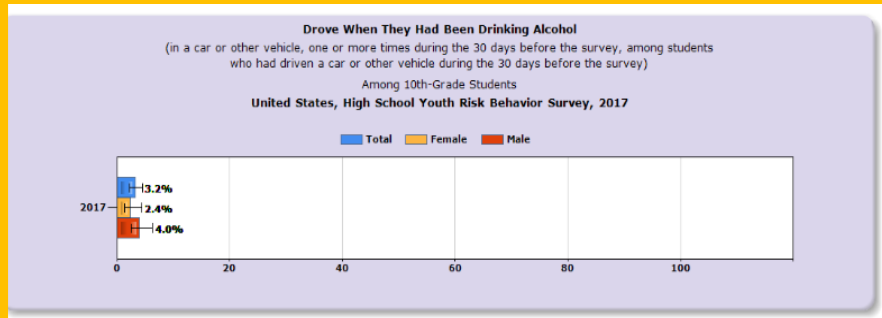 Drove When They Had Been Drinking Alcohol
(in a car or other vehicle, one or more times during the 30 days before the survey, among students
who had driven a car or other vehicle during the 30 days before the survey)
Among 10th-Grade Students
United States, High School Youth Risk Behavior Survey, 2017
Total Female Male
3.2%
2017 2.4%
4.0%
0 20 40 60 80 100